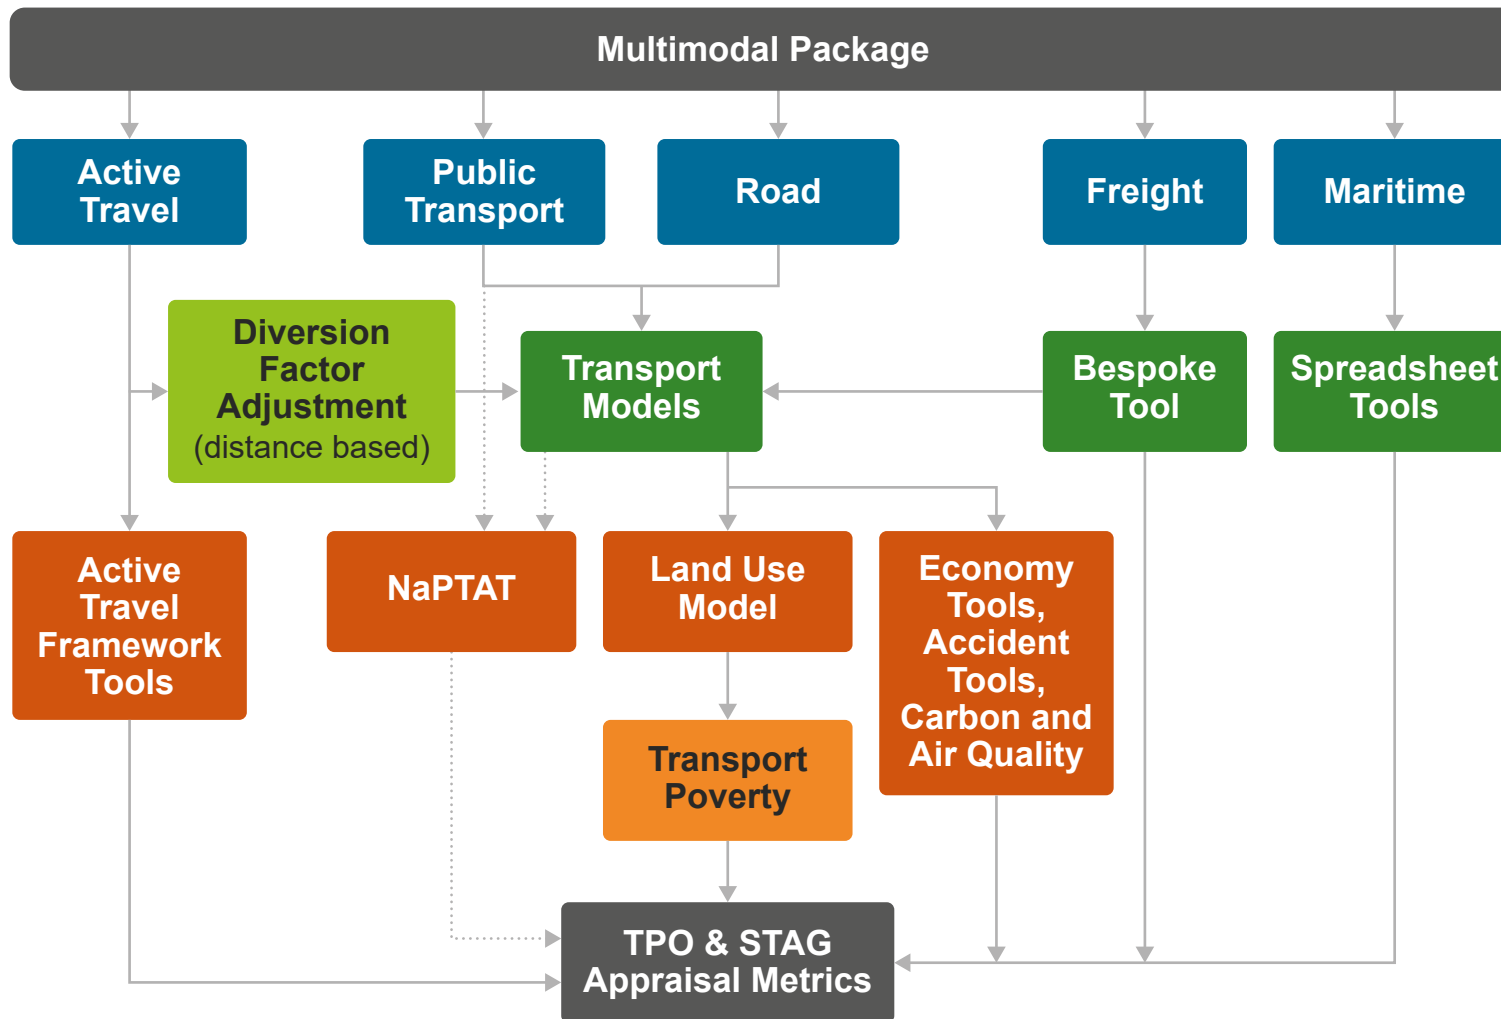 Multimodal Package
Active
Travel
Public
Transport
Road
Freight
Maritime
Diversion
Factor
Adjustment
(distance based)
Transport
Models
Bespoke
Tool
Spreadsheet
Tools
Active
Travel
Framework
Tools
NaPTAT
Land Use
Model
Economy
Tools,
Accident
Tools,
Carbon and
Air Quality
Transport
Poverty
TPO & STAG
Appraisal Metrics